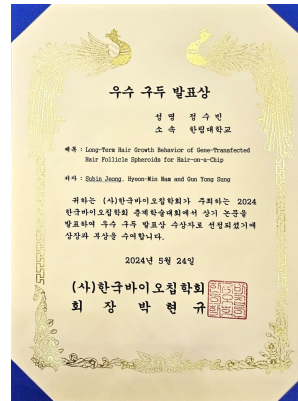 우수 구두 발표상
성 명 정 수 빈
소 속 한림대학교
제목 : Long-Term Hair Growth Behavior of Gene-Transfected
Hair Follicle Spheroids for Hair-on-a-Chip
저자 : Subin Jeong, Hyeon-Min Nam and Gun Yong Sung
귀하는 (사)한국바이오칩학회가 주최하는 2024
한국바이오칩학회 춘계학술대회에서 상기 논문을
발표하여 우수 구두 발표상 수상자로 선정되셨기에
상장과 부상을 수여합니다.
2024년 5월 24일
(사)한국바이오칩학회
회 장 박 현 규